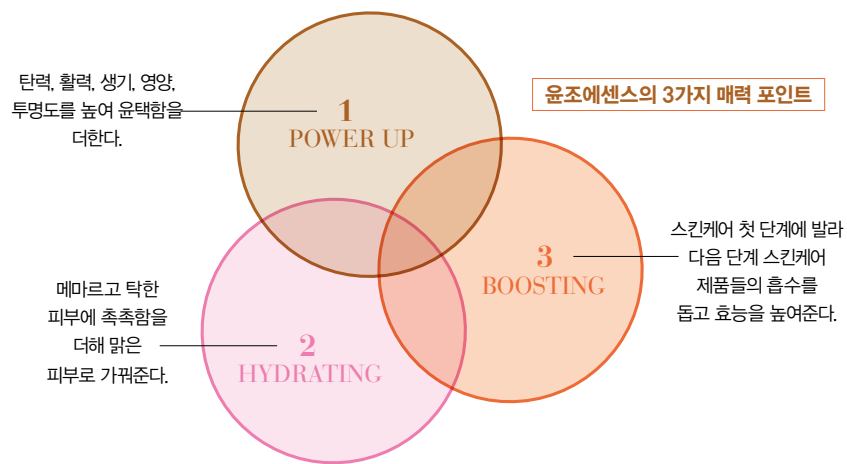 윤조에센스의 3가지 매력 포인트
탄력, 활력, 생기, 영양,
투명도를 높여 윤택함을
더한다.
1
POWER UP
메마르고 탁한
피부에 촉촉함을
더해 맑은
피부로 가꿔준다.
2
HYDRATING
3
BOOSTING
스킨케어 첫 단계에 발라
다음 단계 스킨케어
제품들의 흡수를
돕고 효능을 높여준다.